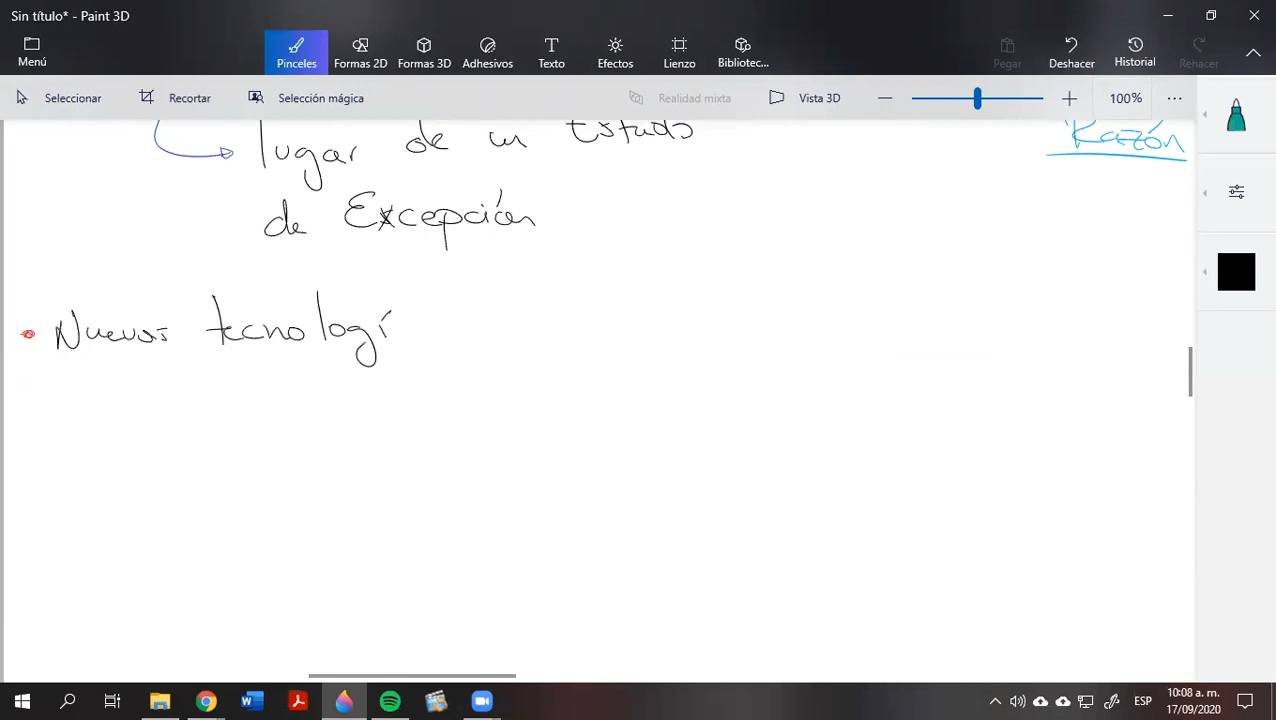 Sin título* - Paint 3D
Menú
Pinceles
Formas 2D
Formas 3D
Adhesivos
Texto
Efectos
Lienzo
Bibliotec...
Pegar
Deshacer
Historial
Rehacer
Seleccionar
Recortar
Selección mágica
Realidad mixta
Vista 3D
100%
lugar de un Estudo
Razón
de Excepción
Nuevas tecnologí
ESP
10:08 a. m.
17/09/2020